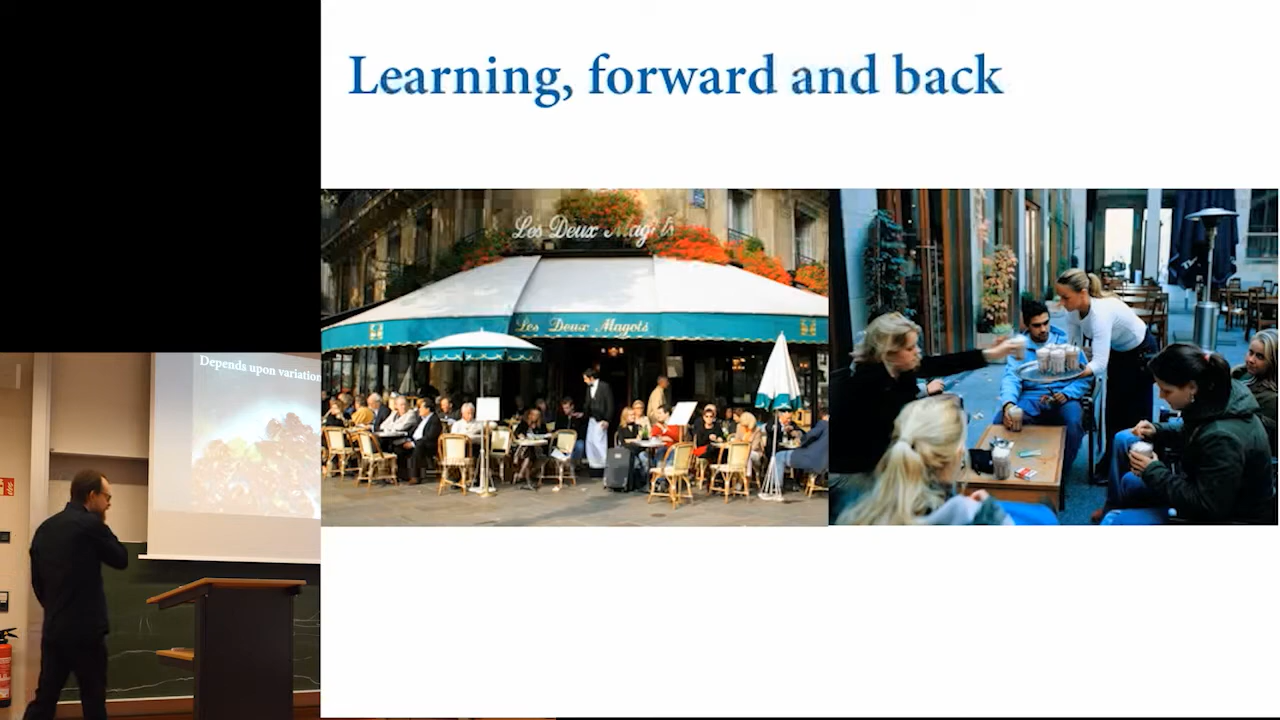 Learning, forward and back
Les Deux Magots
Les Deux Magots
Depends upon variation